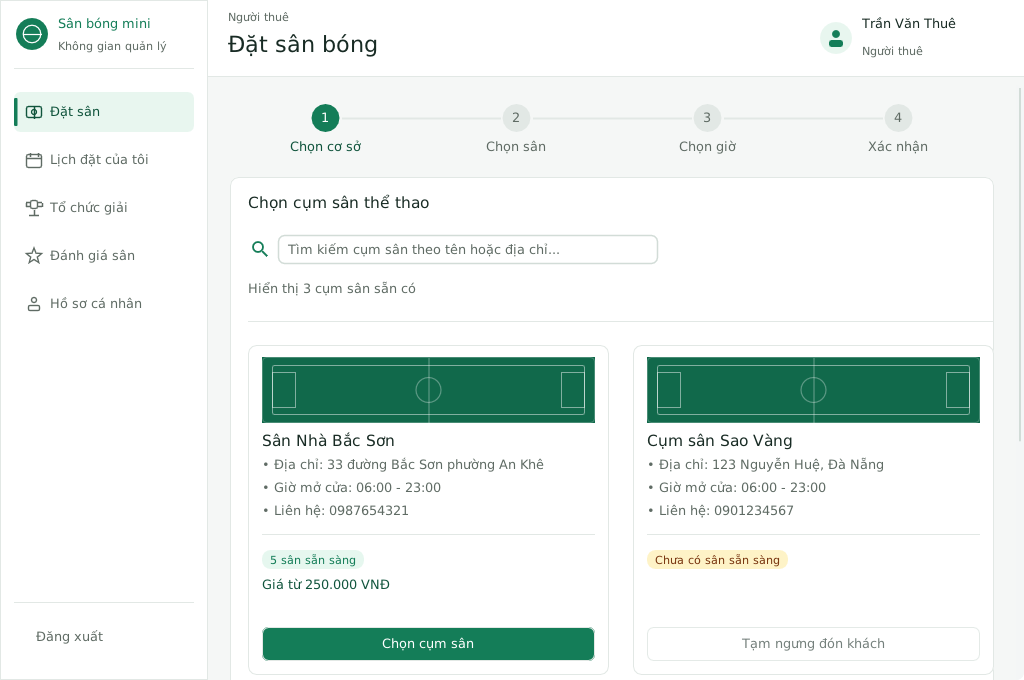 Sân bóng mini
Không gian quản lý
Đặt sân
Lịch đặt của tôi
Tổ chức giải
Đánh giá sân
Hồ sơ cá nhân
Đăng xuất
Người thuê
Đặt sân bóng
Trần Văn Thuê
Người thuê
1
2
3
4
Chọn cơ sở
Chọn sân
Chọn giờ
Xác nhận
Chọn cụm sân thể thao
Tìm kiếm cụm sân theo tên hoặc địa chỉ...
Hiển thị 3 cụm sân sẵn có
Sân Nhà Bắc Sơn
• Địa chỉ: 33 đường Bắc Sơn phường An Khê
• Giờ mở cửa: 06:00 - 23:00
• Liên hệ: 0987654321
5 sân sẵn sàng
Giá từ 250.000 VNĐ
Chọn cụm sân
Cụm sân Sao Vàng
• Địa chỉ: 123 Nguyễn Huệ, Đà Nẵng
• Giờ mở cửa: 06:00 - 23:00
• Liên hệ: 0901234567
Chưa có sân sẵn sàng
Tạm ngưng đón khách